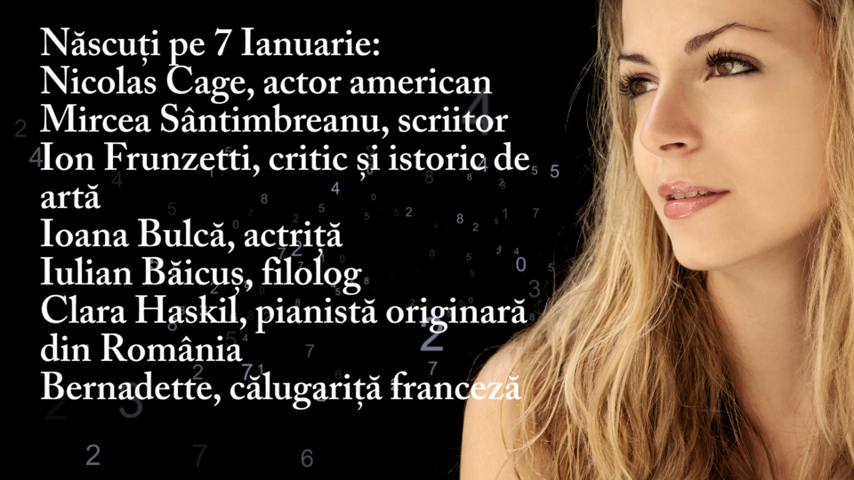 Născuți pe 7 Ianuarie:
Nicolas Cage, actor american
Mircea Sântimbreanu, scriitor
Ion Frunzetti, critic și istoric de
artă
Ioana Bulcă, actriță
Iulian Băicuș, filolog
Clara Haskil, pianistă originară
din România
Bernadette, călugariță franceză